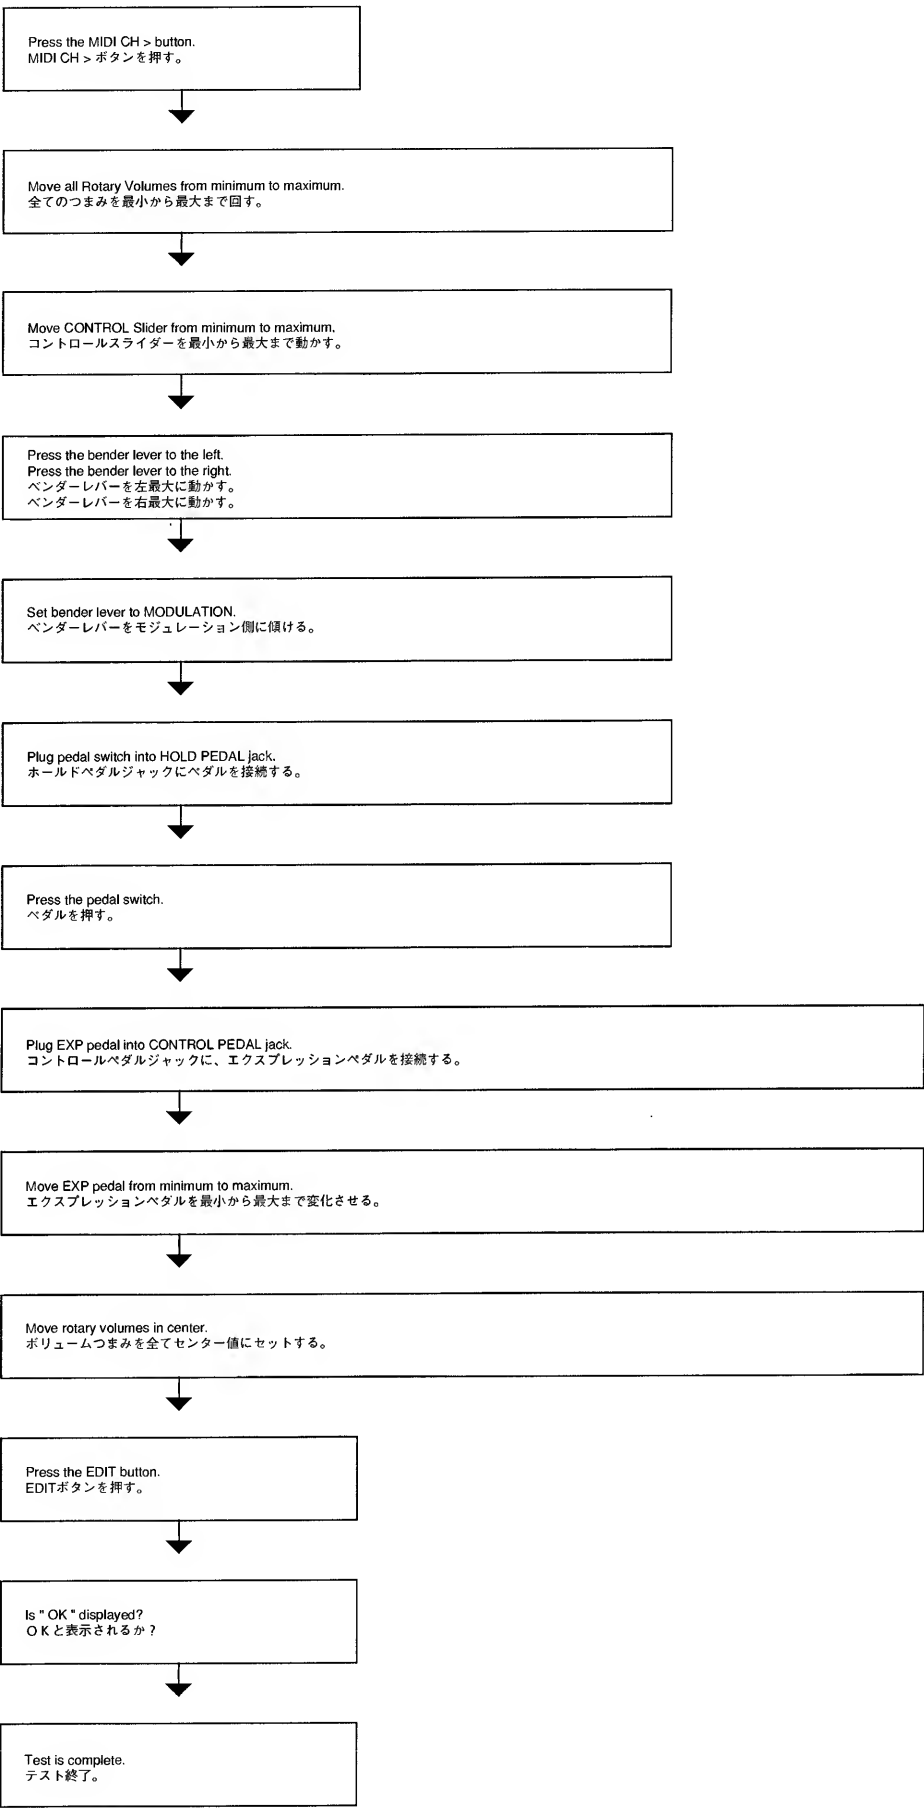 Press the MIDI CH > button.
MIDI CH > ボタンを押す。
Move all Rotary Volumes from minimum to maximum.
全てのつまみを最小から最大まで回す。
Move CONTROL Slider from minimum to maximum.
コントロールスライダーを最小から最大まで動かす。
Press the bender lever to the left.
Press the bender lever to the right.
ベンダーレバーを左最大に動かす。
ベンダーレバーを右最大に動かす。
Set bender lever to MODULATION.
ベンダーレバーをモジュレーション側に傾ける。
Plug pedal switch into HOLD PEDAL jack.
ホールドペダルジャックにペダルを接続する。
Press the pedal switch.
ペダルを押す。
Plug EXP pedal into CONTROL PEDAL jack.
コントロールペダルジャックに、エクスプレッションペダルを接続する。
Move EXP pedal from minimum to maximum.
エクスプレッションペダルを最小から最大まで変化させる。
Move rotary volumes in center.
ボリュームつまみを全てセンター値にセットする。
Press the EDIT button.
EDITボタンを押す。
Is " OK " displayed?
ＯＫと表示されるか？
Test is complete.
テスト終了。